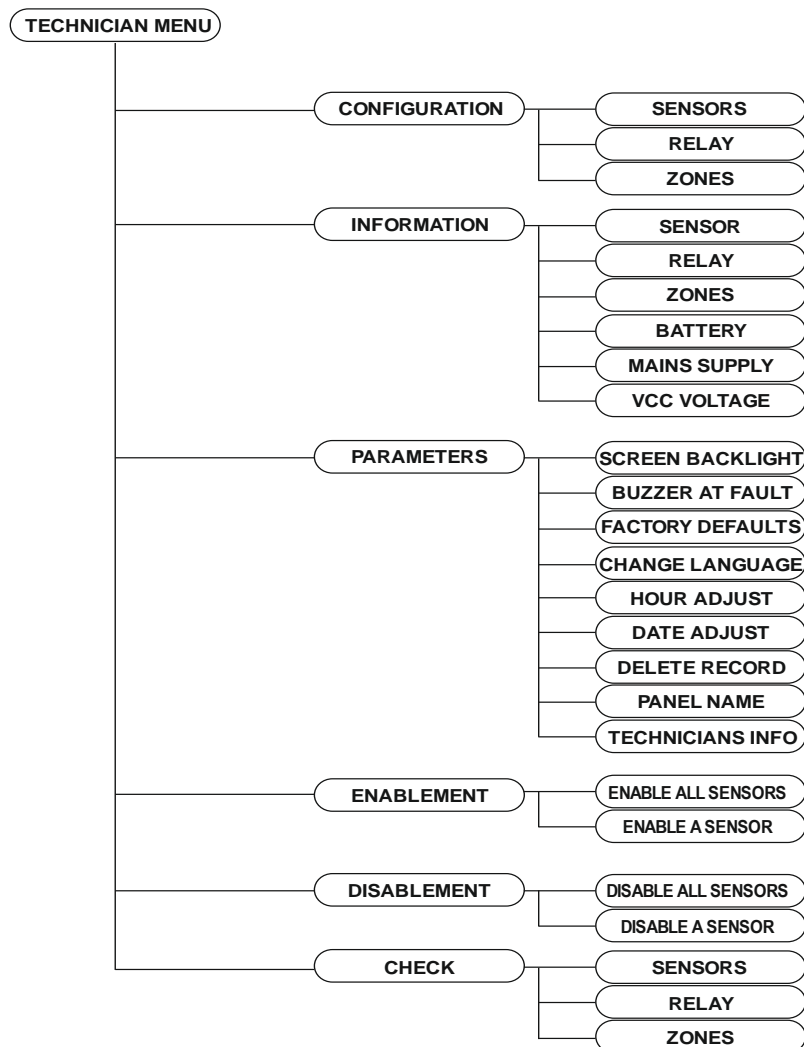 TECHNICIAN MENU
CONFIGURATION
SENSORS
RELAY
ZONES
INFORMATION
SENSOR
RELAY
ZONES
BATTERY
MAINS SUPPLY
VCC VOLTAGE
PARAMETERS
SCREEN BACKLIGHT
BUZZER AT FAULT
FACTORY DEFAULTS
CHANGE LANGUAGE
HOUR ADJUST
DATE ADJUST
DELETE RECORD
PANEL NAME
TECHNICIANS INFO
ENABLEMENT
ENABLE ALL SENSORS
ENABLE A SENSOR
DISABLEMENT
DISABLE ALL SENSORS
DISABLE A SENSOR
CHECK
SENSORS
RELAY
ZONES